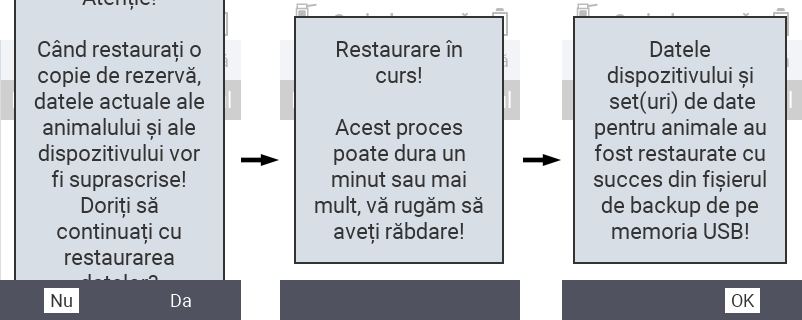 Atenție!
Când restaurați o
copie de rezervă,
datele actuale ale
animalului și ale
dispozitivului vor
fi suprascrise!
Doriți să
continuați cu
restaurarea
datelor?
Nu
Da
Restaurare în
curs!
Acest proces
poate dura un
minut sau mai
mult, vă rugăm să
aveți răbdare!
Datele
dispozitivului și
set(uri) de date
pentru animale au
fost restaurate cu
succes din fișierul
de backup de pe
memoria USB!
OK